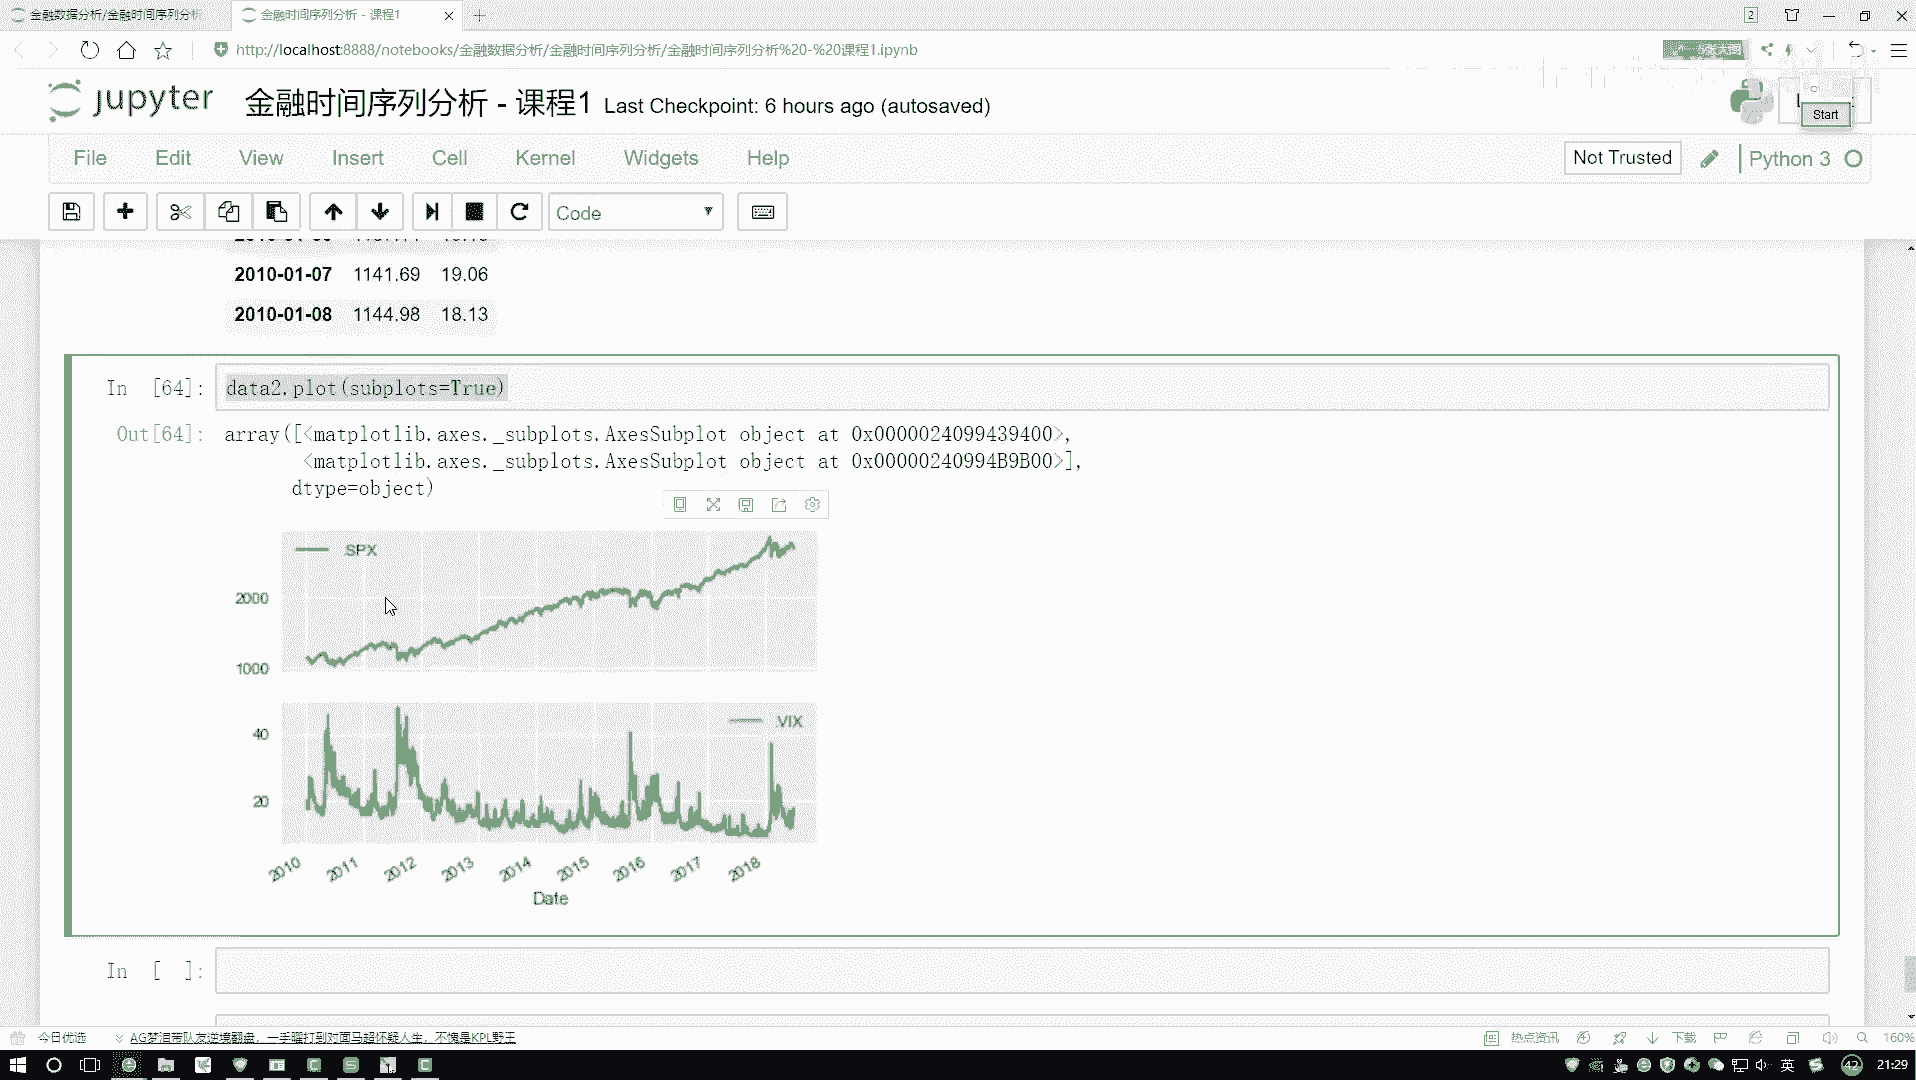 金融数据分析/金融时间序列分析
金融时间序列分析 - 课程1
2
http://localhost:8888/notebooks/金融数据分析/金融时间序列分析/金融时间序列分析%20-%20课程1.ipynb
jupyter 金融时间序列分析 - 课程1 Last Checkpoint: 6 hours ago (autosaved)
Start
File Edit View Insert Cell Kernel Widgets Help
Not Trusted
Python 3
Code
2010-01-07 1141.69 19.06
2010-01-08 1144.98 18.13
In [64]: data2.plot(subplots=True)
Out[64]: array([<matplotlib.axes._subplots.AxesSubplot object at 0x0000024099439400>,
<matplotlib.axes._subplots.AxesSubplot object at 0x00000240994B9B00>],
dtype=object)
SPX
2000
1000
VIX
40
20
2010 2011 2012 2013 2014 2015 2016 2017 2018
Date
In [ ]:
今日优选
AG梦泪带队友逆境翻盘，一手曜打到对面马超怀疑人生，不愧是KPL野王
热点资讯
下载
160%
英
42
21:29